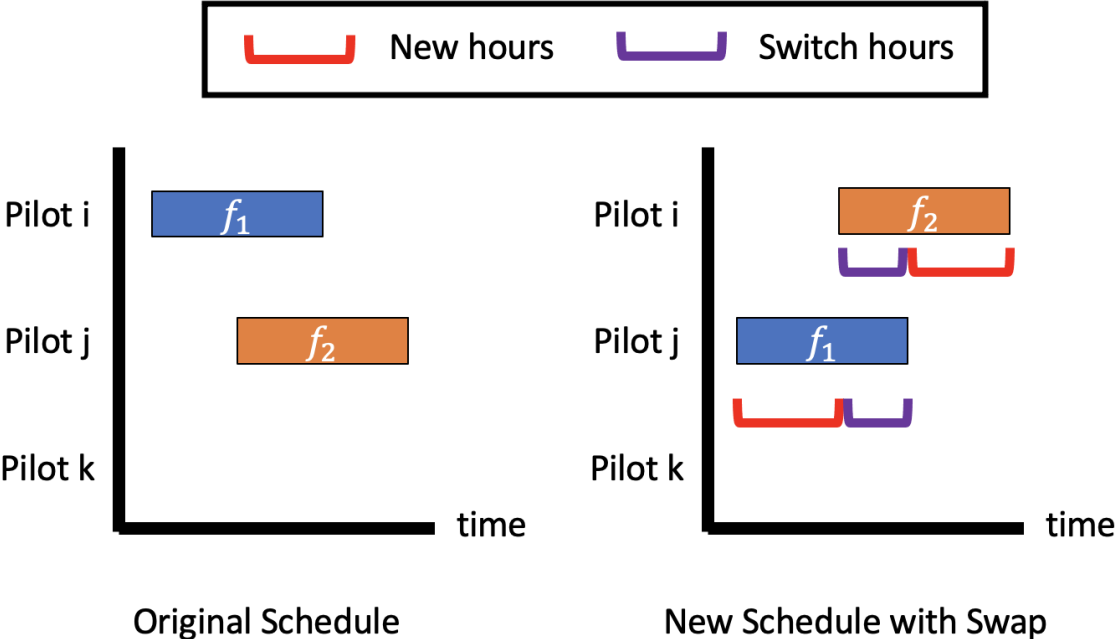 New hours Switch hours
Pilot i f₁
Pilot j f₂
Pilot k
time
Original Schedule
Pilot i f₂
Pilot j f₁
Pilot k
time
New Schedule with Swap